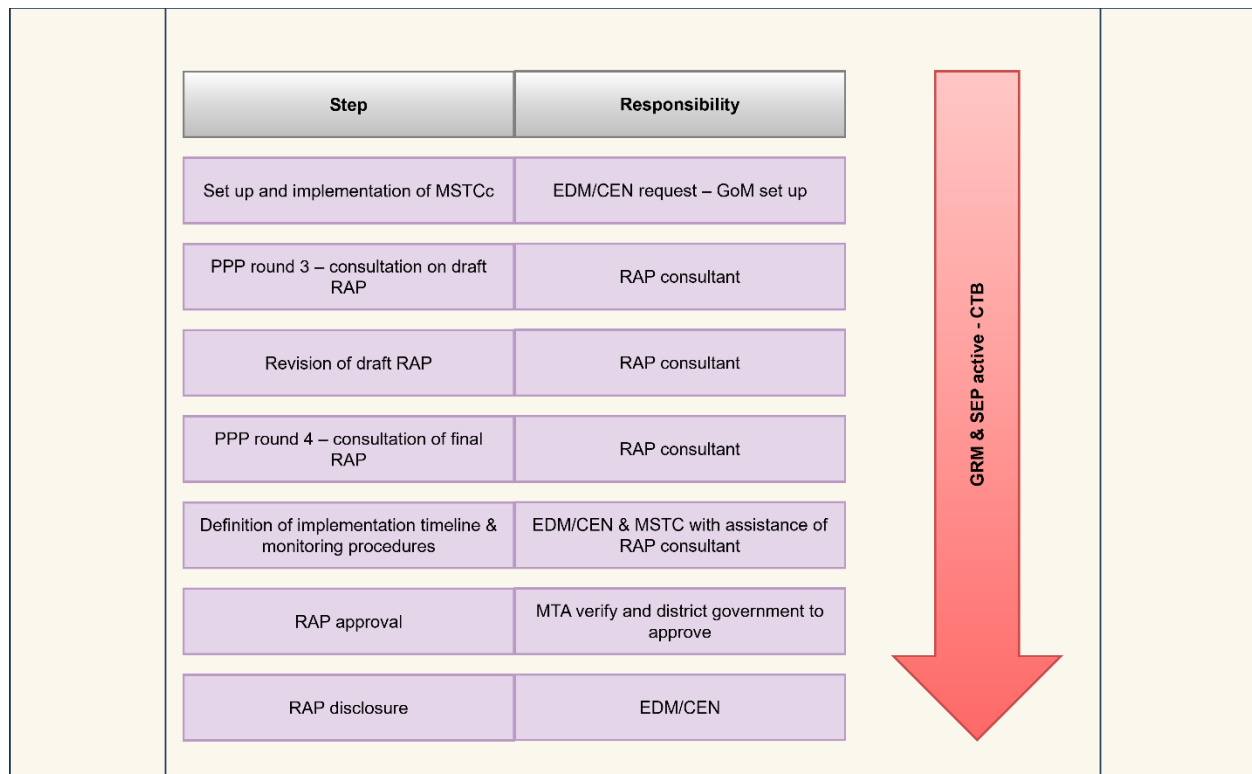 Step
Responsibility
Set up and implementation of MSTCc
EDM/CEN request – GoM set up
PPP round 3 – consultation on draft
RAP
RAP consultant
Revision of draft RAP
RAP consultant
PPP round 4 – consultation of final
RAP
RAP consultant
Definition of implementation timeline &
monitoring procedures
EDM/CEN & MSTC with assistance of
RAP consultant
RAP approval
MTA verify and district government to
approve
RAP disclosure
EDM/CEN
GRM & SEP active - CTB